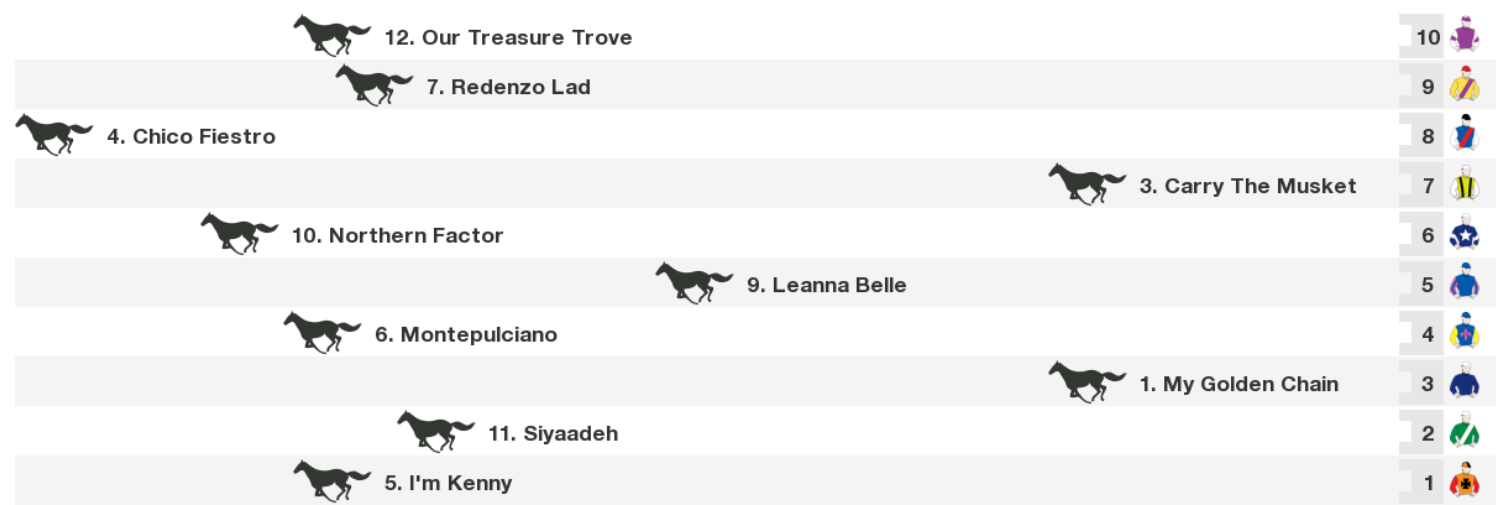 12. Our Treasure Trove 10
7. Redenzo Lad 9
4. Chico Fiestro 8
3. Carry The Musket 7
10. Northern Factor 6
9. Leanna Belle 5
6. Montepulciano 4
1. My Golden Chain 3
11. Siyaadeh 2
5. I'm Kenny 1